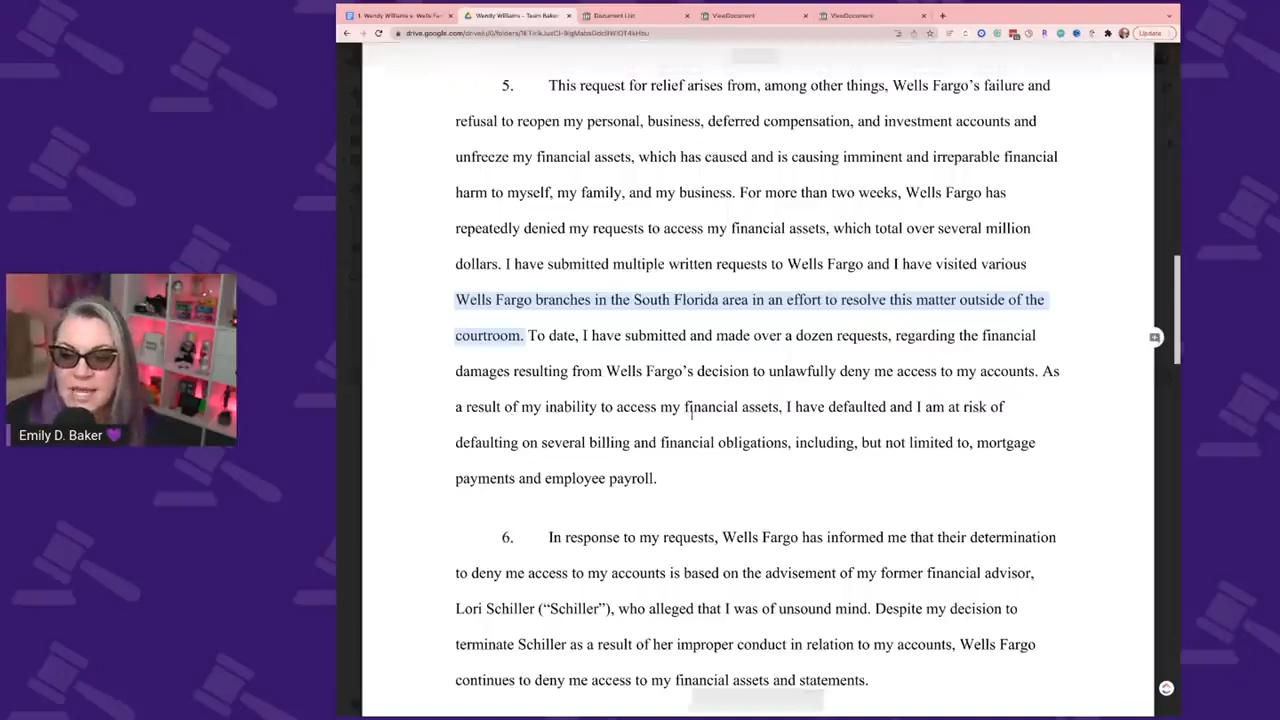 1. Wendy Williams v. Wells Far
Wendy Williams – Team Baker
Document List
ViewDocument
ViewDocument
Update
5. This request for relief arises from, among other things, Wells Fargo's failure and
refusal to reopen my personal, business, deferred compensation, and investment accounts and
unfreeze my financial assets, which has caused and is causing imminent and irreparable financial
harm to myself, my family, and my business. For more than two weeks, Wells Fargo has
repeatedly denied my requests to access my financial assets, which total over several million
dollars. I have submitted multiple written requests to Wells Fargo and I have visited various
Wells Fargo branches in the South Florida area in an effort to resolve this matter outside of the
courtroom. To date, I have submitted and made over a dozen requests, regarding the financial
damages resulting from Wells Fargo's decision to unlawfully deny me access to my accounts. As
a result of my inability to access my financial assets, I have defaulted and I am at risk of
defaulting on several billing and financial obligations, including, but not limited to, mortgage
payments and employee payroll.
6. In response to my requests, Wells Fargo has informed me that their determination
to deny me access to my accounts is based on the advisement of my former financial advisor,
Lori Schiller (“Schiller”), who alleged that I was of unsound mind. Despite my decision to
terminate Schiller as a result of her improper conduct in relation to my accounts, Wells Fargo
continues to deny me access to my financial assets and statements.
Emily D. Baker 💜